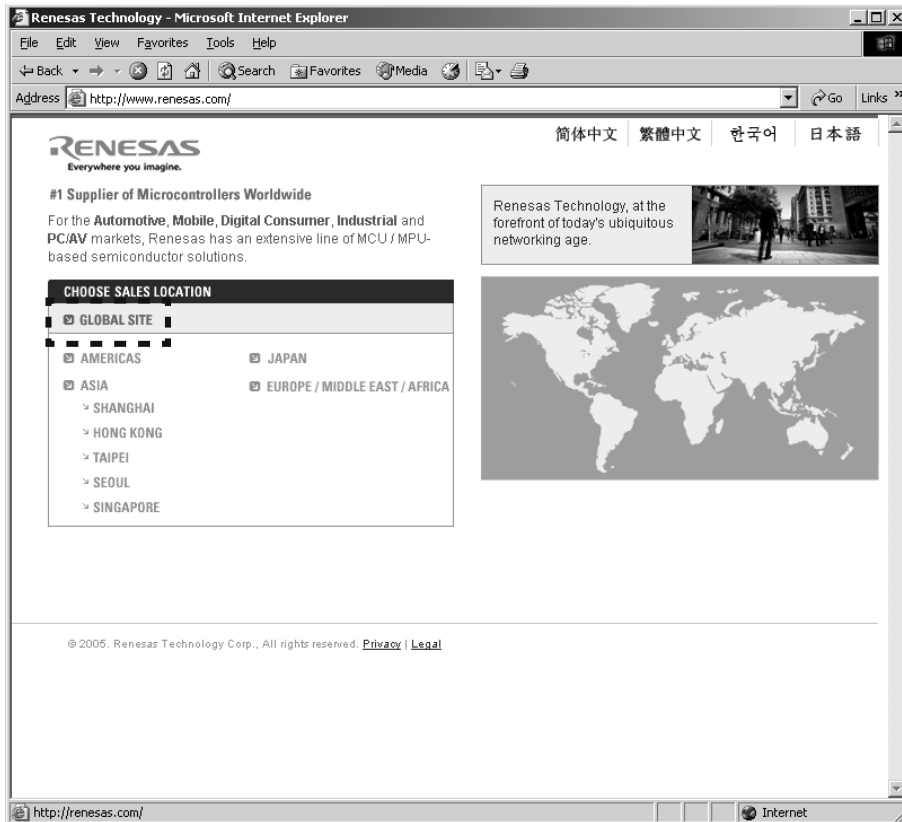 Renesas Technology - Microsoft Internet Explorer
File Edit View Favorites Tools Help
Back Search Favorites Media
Address http://www.renesas.com/ Go Links »
RENESAS
Everywhere you imagine.
简体中文 繁體中文 한국어 日本語
#1 Supplier of Microcontrollers Worldwide
For the Automotive, Mobile, Digital Consumer, Industrial and
PC/AV markets, Renesas has an extensive line of MCU / MPU-
based semiconductor solutions.
Renesas Technology, at the
forefront of today's ubiquitous
networking age.
CHOOSE SALES LOCATION
GLOBAL SITE
AMERICAS
JAPAN
ASIA
EUROPE / MIDDLE EAST / AFRICA
SHANGHAI
HONG KONG
TAIPEI
SEOUL
SINGAPORE
© 2005. Renesas Technology Corp., All rights reserved. Privacy | Legal
http://renesas.com/ Internet